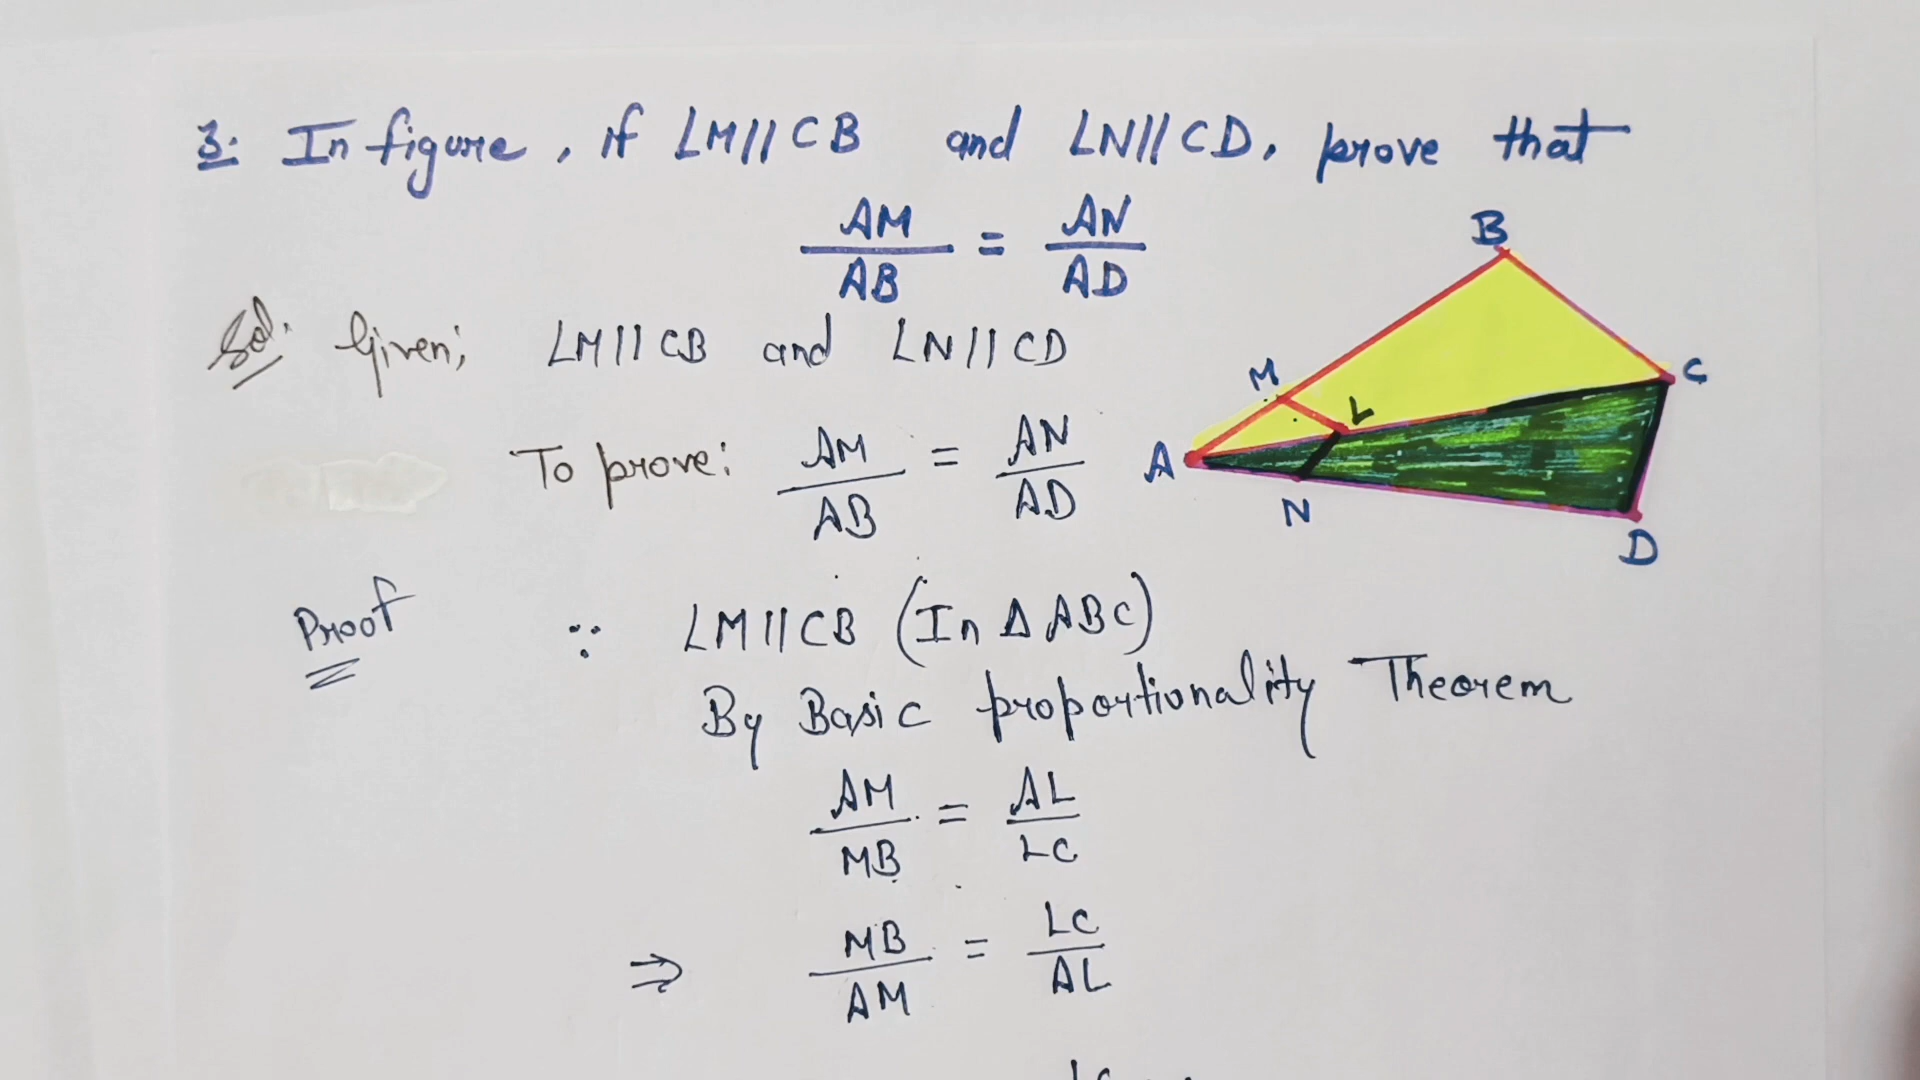 3. In figure, if LM||CB and LN||CD, prove that
AM/AB = AN/AD
Sol. Given; LM||CB and LN||CD
To prove: AM/AB = AN/AD
B
M
L
C
A
N
D
Proof ∵ LM||CB (In Δ ABC)
By Basic proportionality Theorem
AM/MB = AL/LC
⇒ MB/AM = LC/AL